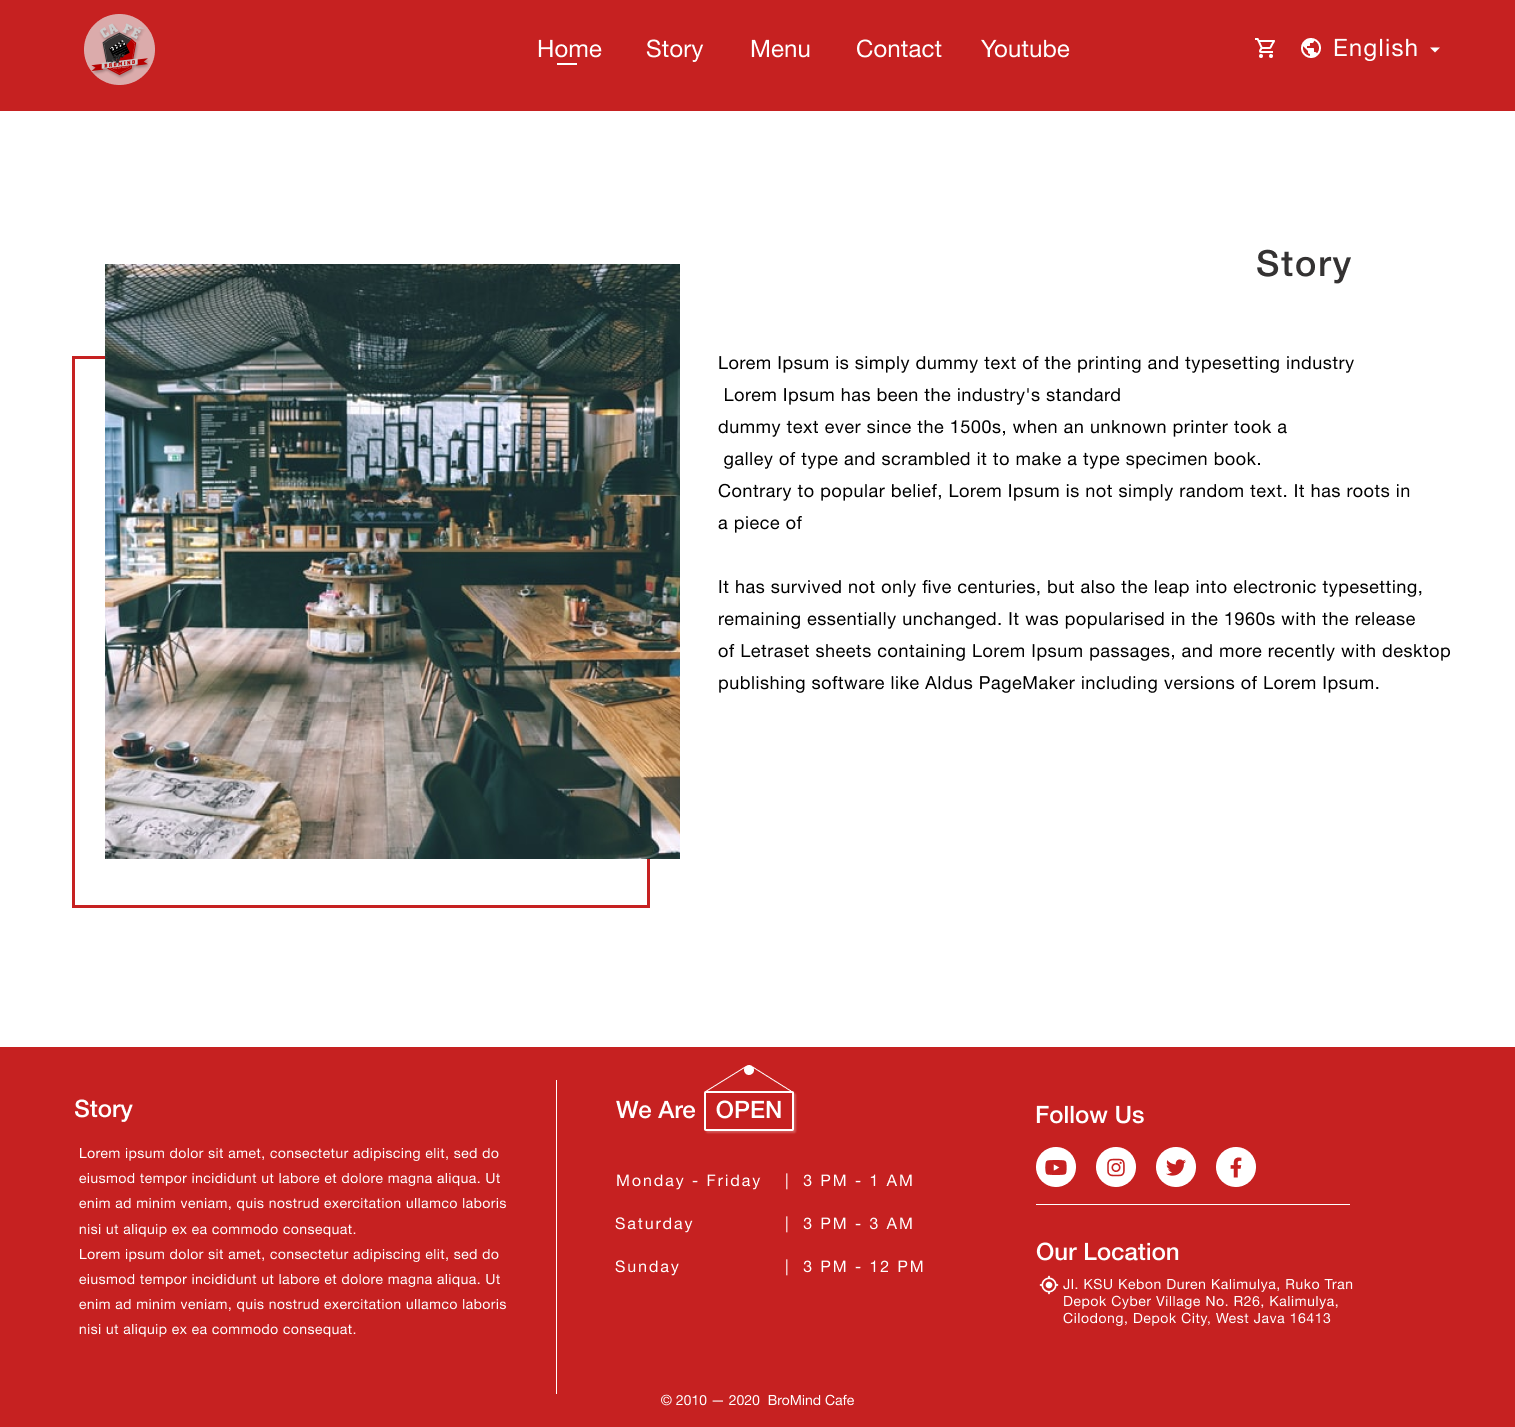 CAFE
BROMIND
Home
Story
Menu
Contact
Youtube
English
Story
Lorem Ipsum is simply dummy text of the printing and typesetting industry
Lorem Ipsum has been the industry's standard
dummy text ever since the 1500s, when an unknown printer took a
galley of type and scrambled it to make a type specimen book.
Contrary to popular belief, Lorem Ipsum is not simply random text. It has roots in
a piece of
It has survived not only five centuries, but also the leap into electronic typesetting,
remaining essentially unchanged. It was popularised in the 1960s with the release
of Letraset sheets containing Lorem Ipsum passages, and more recently with desktop
publishing software like Aldus PageMaker including versions of Lorem Ipsum.
Story
Lorem ipsum dolor sit amet, consectetur adipiscing elit, sed do
eiusmod tempor incididunt ut labore et dolore magna aliqua. Ut
enim ad minim veniam, quis nostrud exercitation ullamco laboris
nisi ut aliquip ex ea commodo consequat.
Lorem ipsum dolor sit amet, consectetur adipiscing elit, sed do
eiusmod tempor incididunt ut labore et dolore magna aliqua. Ut
enim ad minim veniam, quis nostrud exercitation ullamco laboris
nisi ut aliquip ex ea commodo consequat.
We Are OPEN
Monday - Friday | 3 PM - 1 AM
Saturday | 3 PM - 3 AM
Sunday | 3 PM - 12 PM
Follow Us
Our Location
Jl. KSU Kebon Duren Kalimulya, Ruko Tran
Depok Cyber Village No. R26, Kalimulya,
Cilodong, Depok City, West Java 16413
© 2010 — 2020 BroMind Cafe